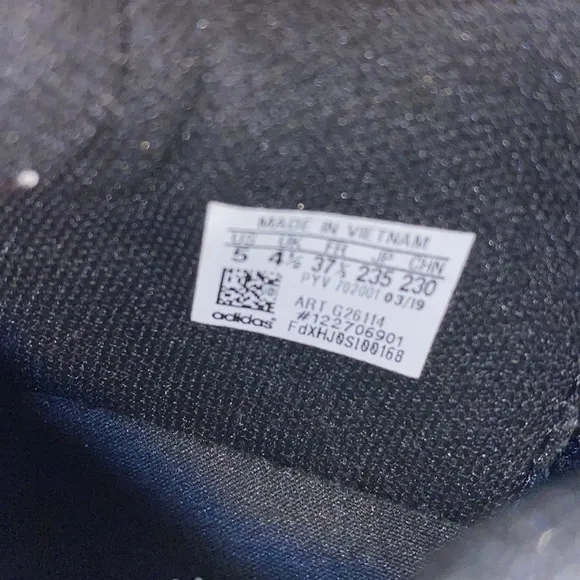 MADE IN VIETNAM
US UK FR JP CHN
5 4½ 37⅓ 235 230
PYV 702001 03/19
ART G26114
#122706901
FdXHJ0S100168
adidas